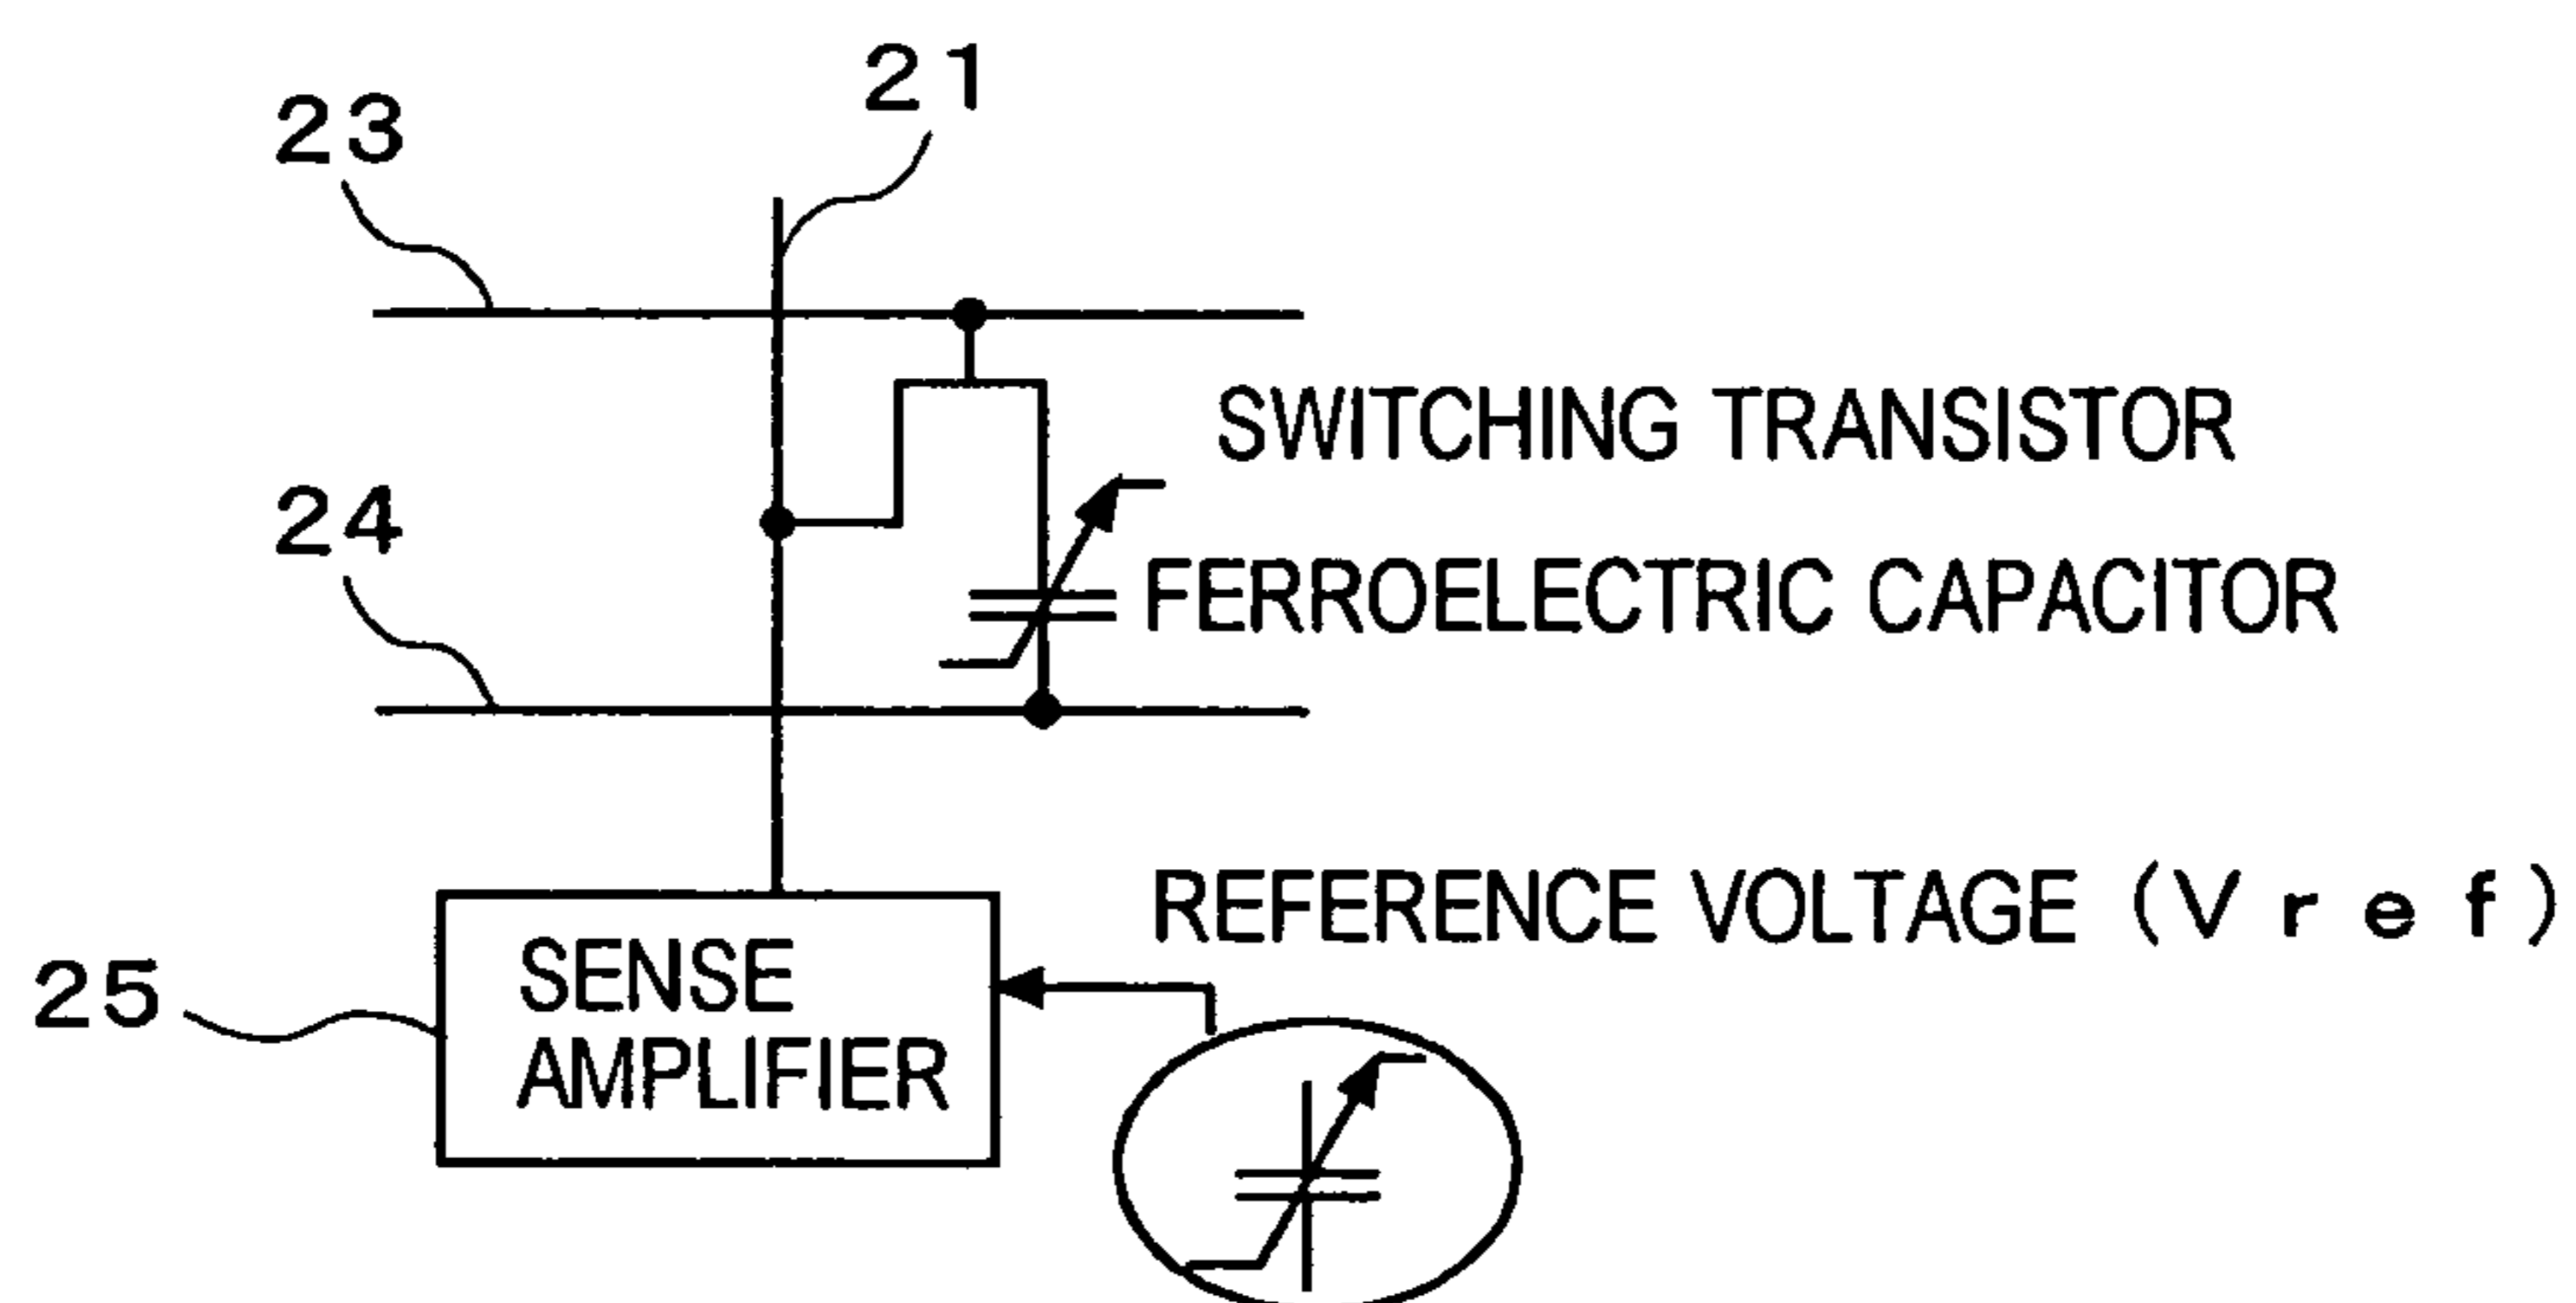 21
23
SWITCHING TRANSISTOR
24
FERROELECTRIC CAPACITOR
REFERENCE VOLTAGE (Vref)
25
SENSE
AMPLIFIER